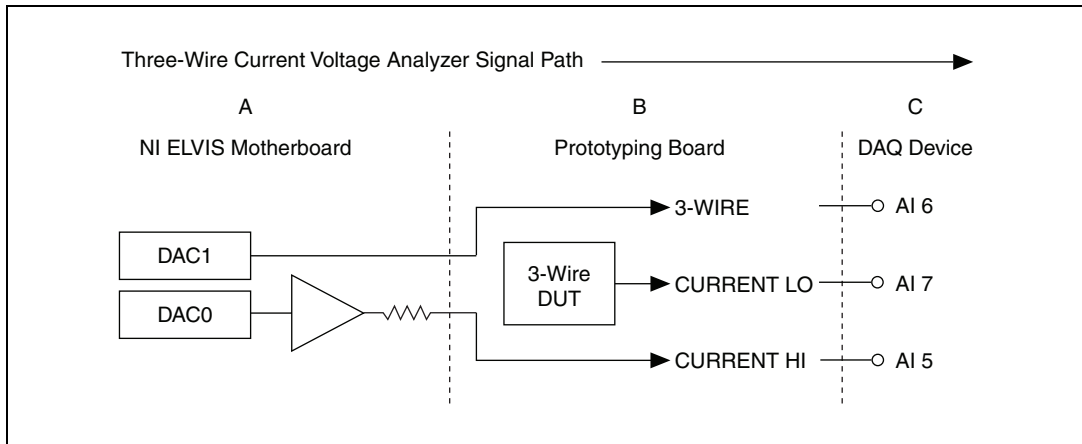 Three-Wire Current Voltage Analyzer Signal Path
A
B
C
NI ELVIS Motherboard
Prototyping Board
DAQ Device
3-WIRE
AI 6
DAC1
3-Wire
DUT
CURRENT LO
AI 7
DAC0
CURRENT HI
AI 5